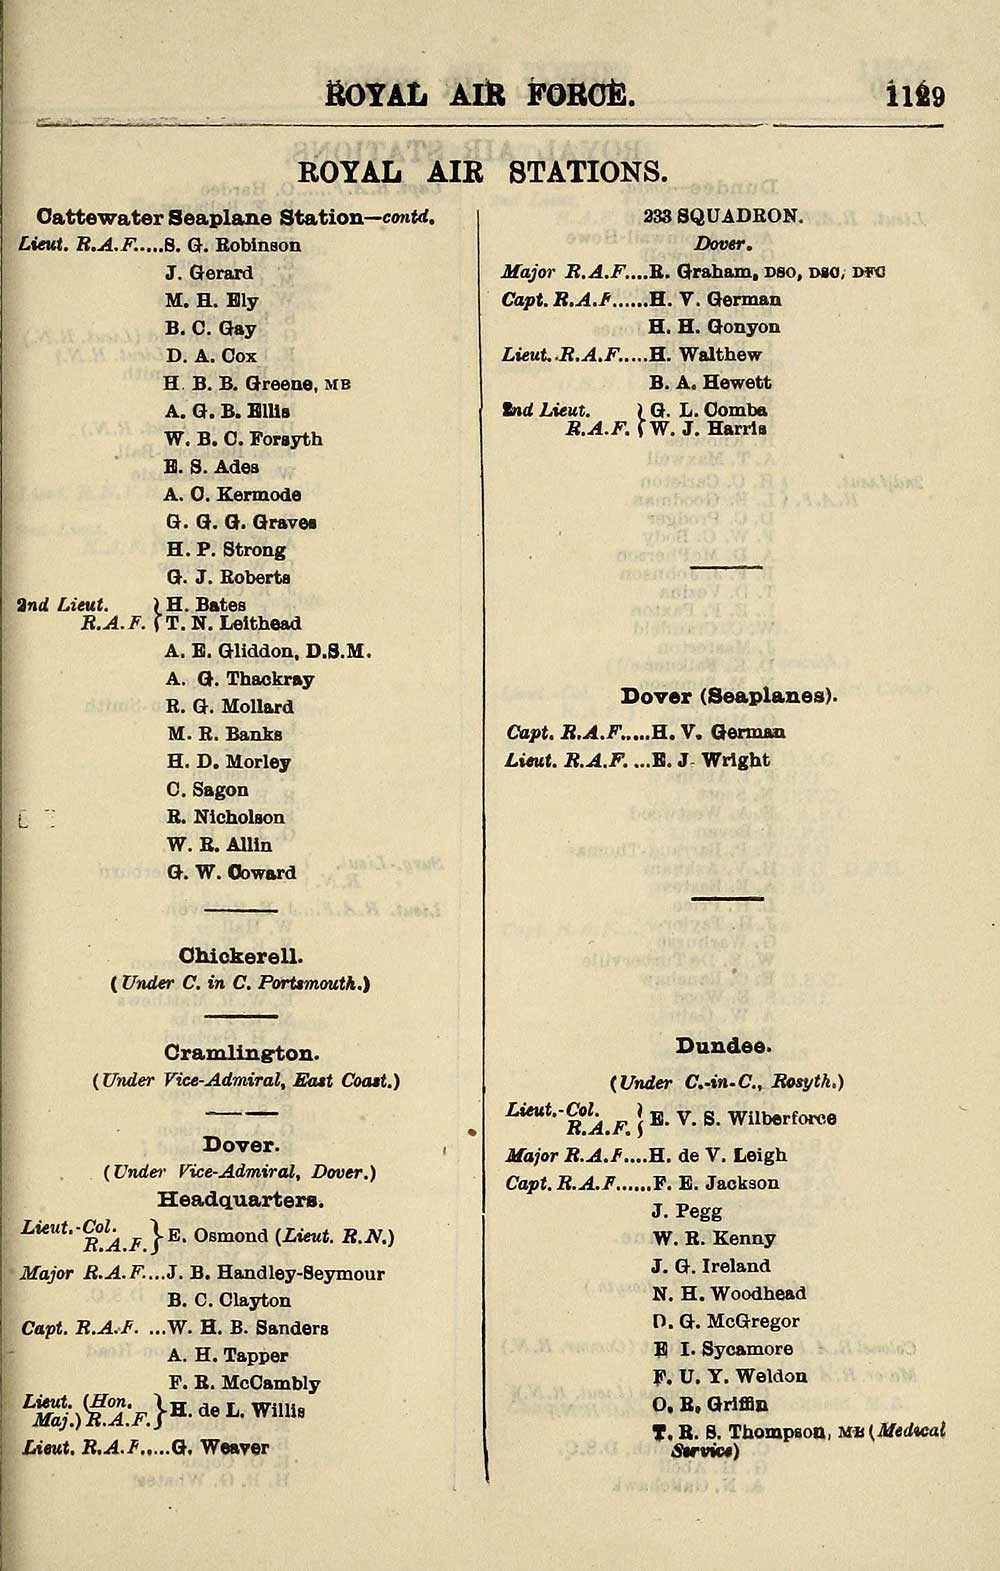 ROYAL AIR FORCE. 1129
ROYAL AIR STATIONS.
Cattewater Seaplane Station—contd.
Lieut. R.A.F.....S. G. Robinson
J. Gerard
M. H. Ely
B. C. Gay
D. A. Cox
H. B. B. Greene, MB
A. G. B. Ellis
W. B. C. Forsyth
E. S. Ades
A. C. Kermode
G. G. G. Graves
H. P. Strong
G. J. Roberts
2nd Lieut. } H. Bates
R.A.F. } T. N. Leithead
A. E. Gliddon, D.S.M.
A. G. Thackray
R. G. Mollard
M. R. Banks
H. D. Morley
C. Sagon
R. Nicholson
W. R. Allin
G. W. Coward
Chickerell.
(Under C. in C. Portsmouth.)
Cramlington.
(Under Vice-Admiral, East Coast.)
Dover.
(Under Vice-Admiral, Dover.)
Headquarters.
Lieut.-Col. R.A.F. } E. Osmond (Lieut. R.N.)
Major R.A.F....J. B. Handley-Seymour
B. C. Clayton
Capt. R.A.F. ...W. H. B. Sanders
A. H. Tapper
F. R. McCambly
Lieut. (Hon. Maj.) R.A.F. } H. de L. Willis
Lieut. R.A.F.....G. Weaver
233 SQUADRON.
Dover.
Major R.A.F....R. Graham, DSO, DSC, DFC
Capt. R.A.F......H. V. German
H. H. Gonyon
Lieut. R.A.F.....H. Walthew
B. A. Hewett
2nd Lieut. } G. L. Combe
R.A.F. } W. J. Harris
Dover (Seaplanes).
Capt. R.A.F.....H. V. German
Lieut. R.A.F. ...E. J. Wright
Dundee.
(Under C.-in-C., Rosyth.)
Lieut.-Col. R.A.F. } E. V. S. Wilberforce
Major R.A.F....H. de V. Leigh
Capt. R.A.F......F. E. Jackson
J. Pegg
W. R. Kenny
J. G. Ireland
N. H. Woodhead
D. G. McGregor
E I. Sycamore
F. U. Y. Weldon
O. R. Griffin
T. R. S. Thompson, MB (Medical
Service)